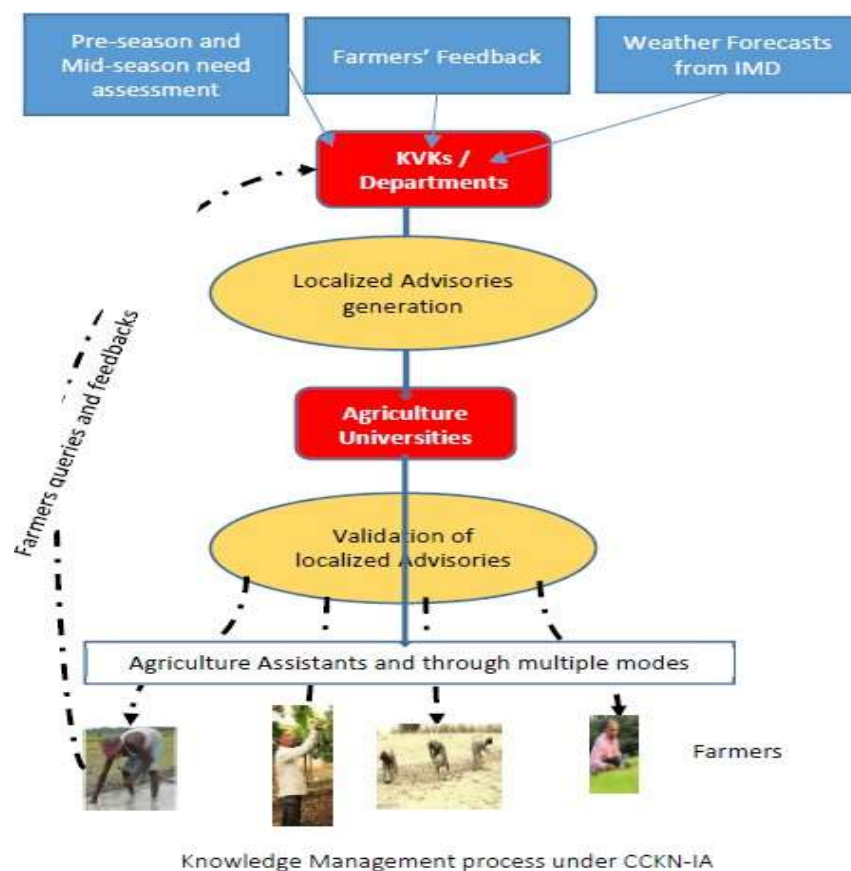 Pre-season and
Mid-season need
assessment
Farmers' Feedback
Weather Forecasts
from IMD
KVKs /
Departments
Localized Advisories
generation
Agriculture
Universities
Farmers queries and feedbacks
Validation of
localized Advisories
Agriculture Assistants and through multiple modes
Farmers
Knowledge Management process under CCKN-IA